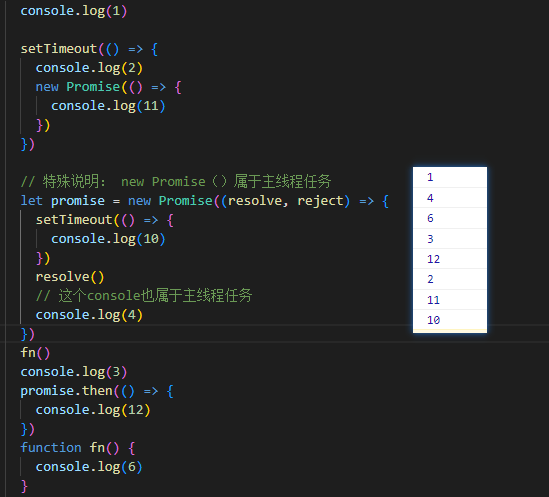 console.log(1)
setTimeout(() => {
console.log(2)
new Promise(() => {
console.log(11)
})
})
// 特殊说明： new Promise（）属于主线程任务
let promise = new Promise((resolve, reject) => {
setTimeout(() => {
console.log(10)
})
resolve()
// 这个console也属于主线程任务
console.log(4)
})
fn()
console.log(3)
promise.then(() => {
console.log(12)
})
function fn() {
console.log(6)
}
1
4
6
3
12
2
11
10